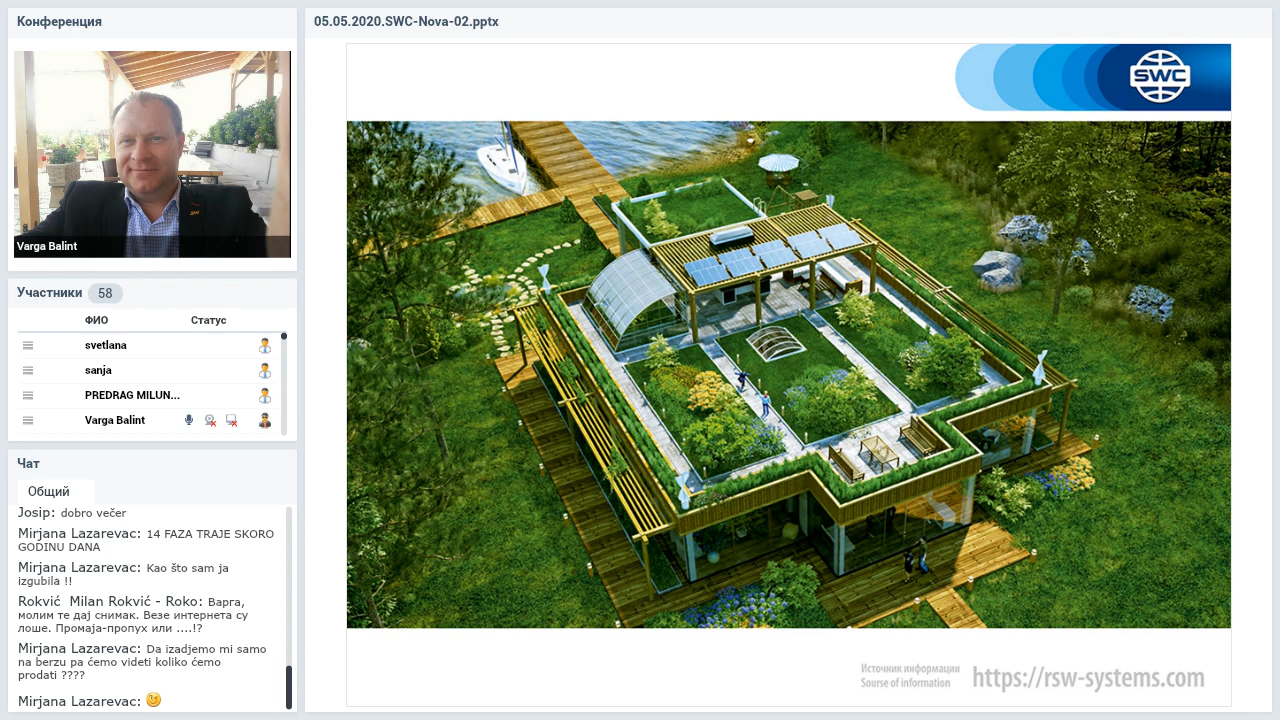 Конференция
Varga Balint
Участники 58
ФИО Статус
svetlana
sanja
PREDRAG MILUN...
Varga Balint
Чат
Общий
Josip: dobro večer
Mirjana Lazarevac: 14 FAZA TRAJE SKORO
GODINU DANA
Mirjana Lazarevac: Kao što sam ja
izgubila !!
Rokvić  Milan Rokvić - Roko: Варга,
молим те дај снимак. Везе интернета су
лоше. Промаја-пропух или ....!?
Mirjana Lazarevac: Da izadjemo mi samo
na berzu pa ćemo videti koliko ćemo
prodati ????
Mirjana Lazarevac:
05.05.2020.SWC-Nova-02.pptx
SWC
Источник информации
Sourse of information
https://rsw-systems.com